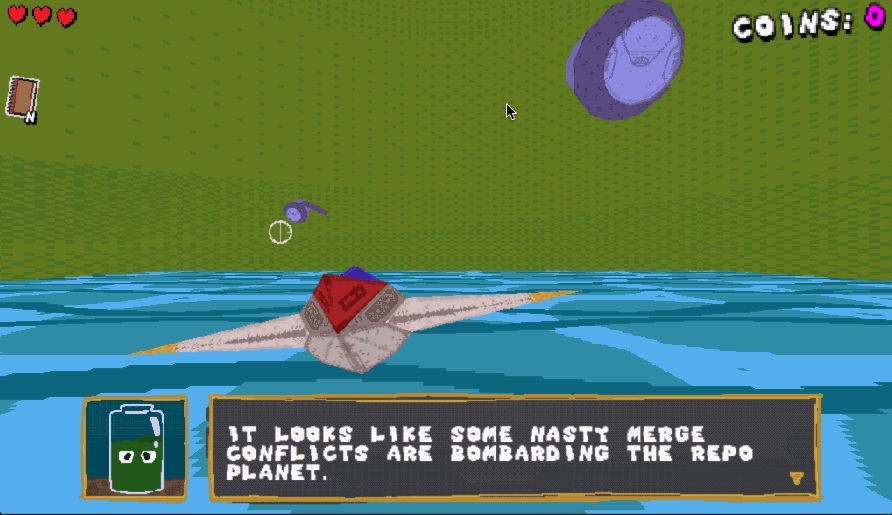 COINS: 0
N
IT LOOKS LIKE SOME NASTY MERGE
CONFLICTS ARE BOMBARDING THE REPO
PLANET.